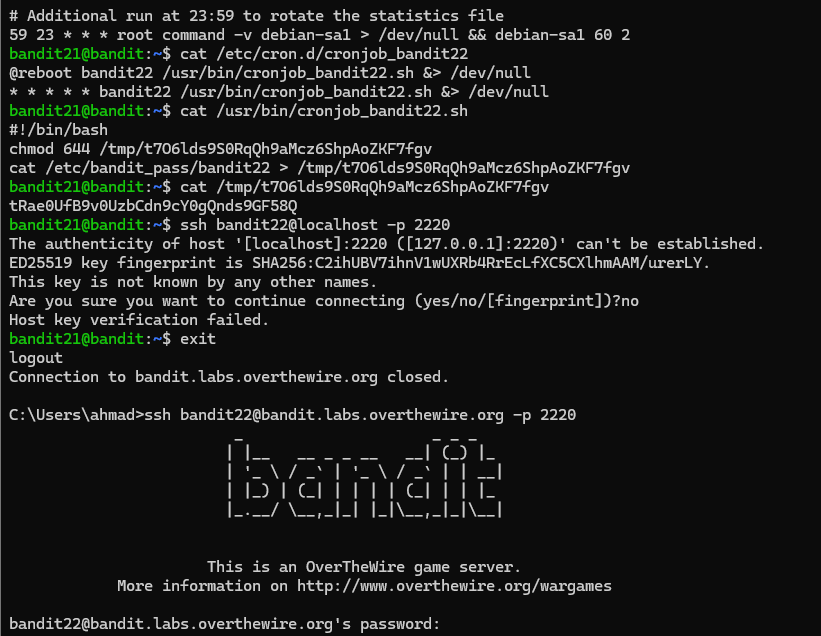 # Additional run at 23:59 to rotate the statistics file
59 23 * * * root command -v debian-sa1 > /dev/null && debian-sa1 60 2
bandit21@bandit:~$ cat /etc/cron.d/cronjob_bandit22
@reboot bandit22 /usr/bin/cronjob_bandit22.sh &> /dev/null
* * * * * bandit22 /usr/bin/cronjob_bandit22.sh &> /dev/null
bandit21@bandit:~$ cat /usr/bin/cronjob_bandit22.sh
#!/bin/bash
chmod 644 /tmp/t7O6lds9S0RqQh9aMcz6ShpAoZKF7fgv
cat /etc/bandit_pass/bandit22 > /tmp/t7O6lds9S0RqQh9aMcz6ShpAoZKF7fgv
bandit21@bandit:~$ cat /tmp/t7O6lds9S0RqQh9aMcz6ShpAoZKF7fgv
tRae0UfB9v0UzbCdn9cY0gQnds9GF58Q
bandit21@bandit:~$ ssh bandit22@localhost -p 2220
The authenticity of host '[localhost]:2220 ([127.0.0.1]:2220)' can't be established.
ED25519 key fingerprint is SHA256:C2ihUBV7ihnV1wUXRb4RrEcLfXC5CXlhmAAM/urerLY.
This key is not known by any other names.
Are you sure you want to continue connecting (yes/no/[fingerprint])?no
Host key verification failed.
bandit21@bandit:~$ exit
logout
Connection to bandit.labs.overthewire.org closed.
C:\Users\ahmad>ssh bandit22@bandit.labs.overthewire.org -p 2220
bandit
This is an OverTheWire game server.
More information on http://www.overthewire.org/wargames
bandit22@bandit.labs.overthewire.org's password: